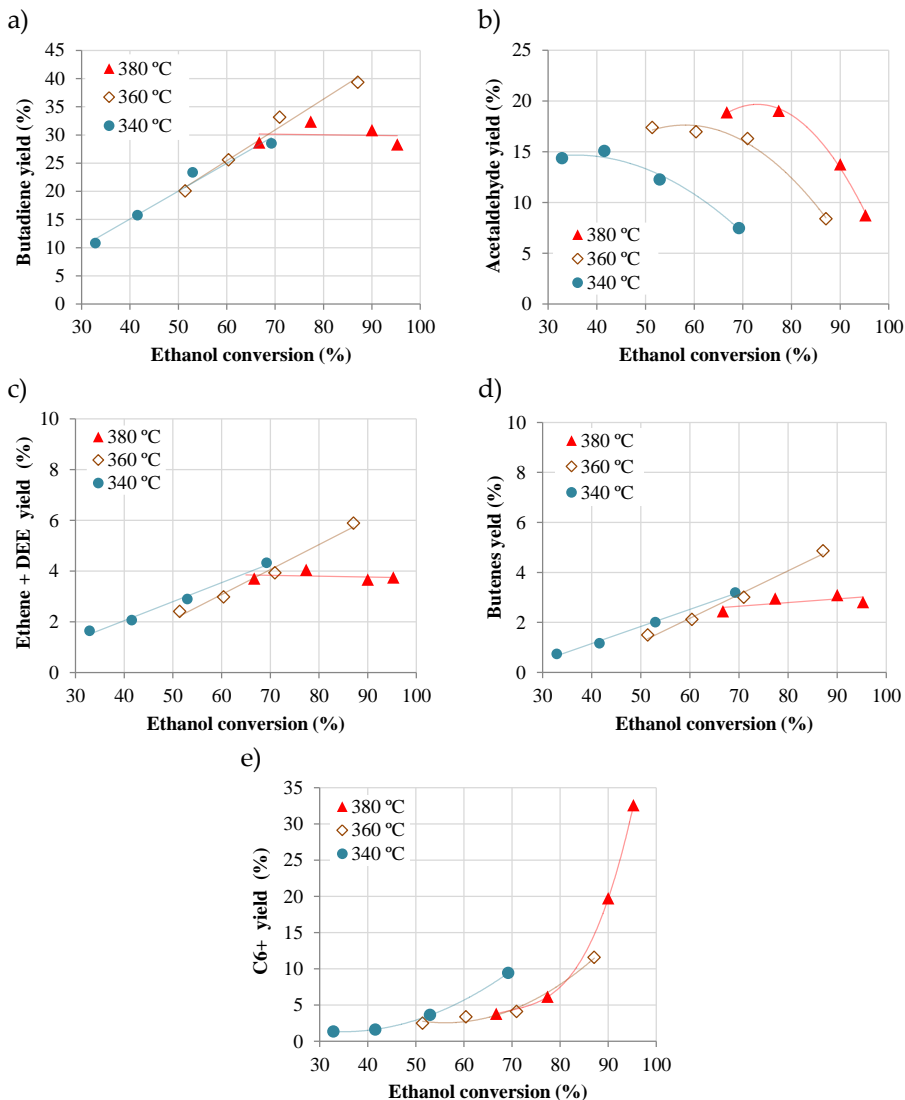 a)
45
40
35
30
25
20
15
10
5
0
Butadiene yield (%)
380 ºC
360 ºC
340 ºC
30 40 50 60 70 80 90 100
Ethanol conversion (%)
b)
25
20
15
10
5
0
Acetaldehyde yield (%)
380 ºC
360 ºC
340 ºC
30 40 50 60 70 80 90 100
Ethanol conversion (%)
c)
10
8
6
4
2
0
Ethene + DEE yield (%)
380 ºC
360 ºC
340 ºC
30 40 50 60 70 80 90 100
Ethanol conversion (%)
d)
10
8
6
4
2
0
Butenes yeld (%)
380 ºC
360 ºC
340 ºC
30 40 50 60 70 80 90 100
Ethanol conversion (%)
e)
35
30
25
20
15
10
5
0
C6+ yield (%)
380 ºC
360 ºC
340 ºC
30 40 50 60 70 80 90 100
Ethanol conversion (%)